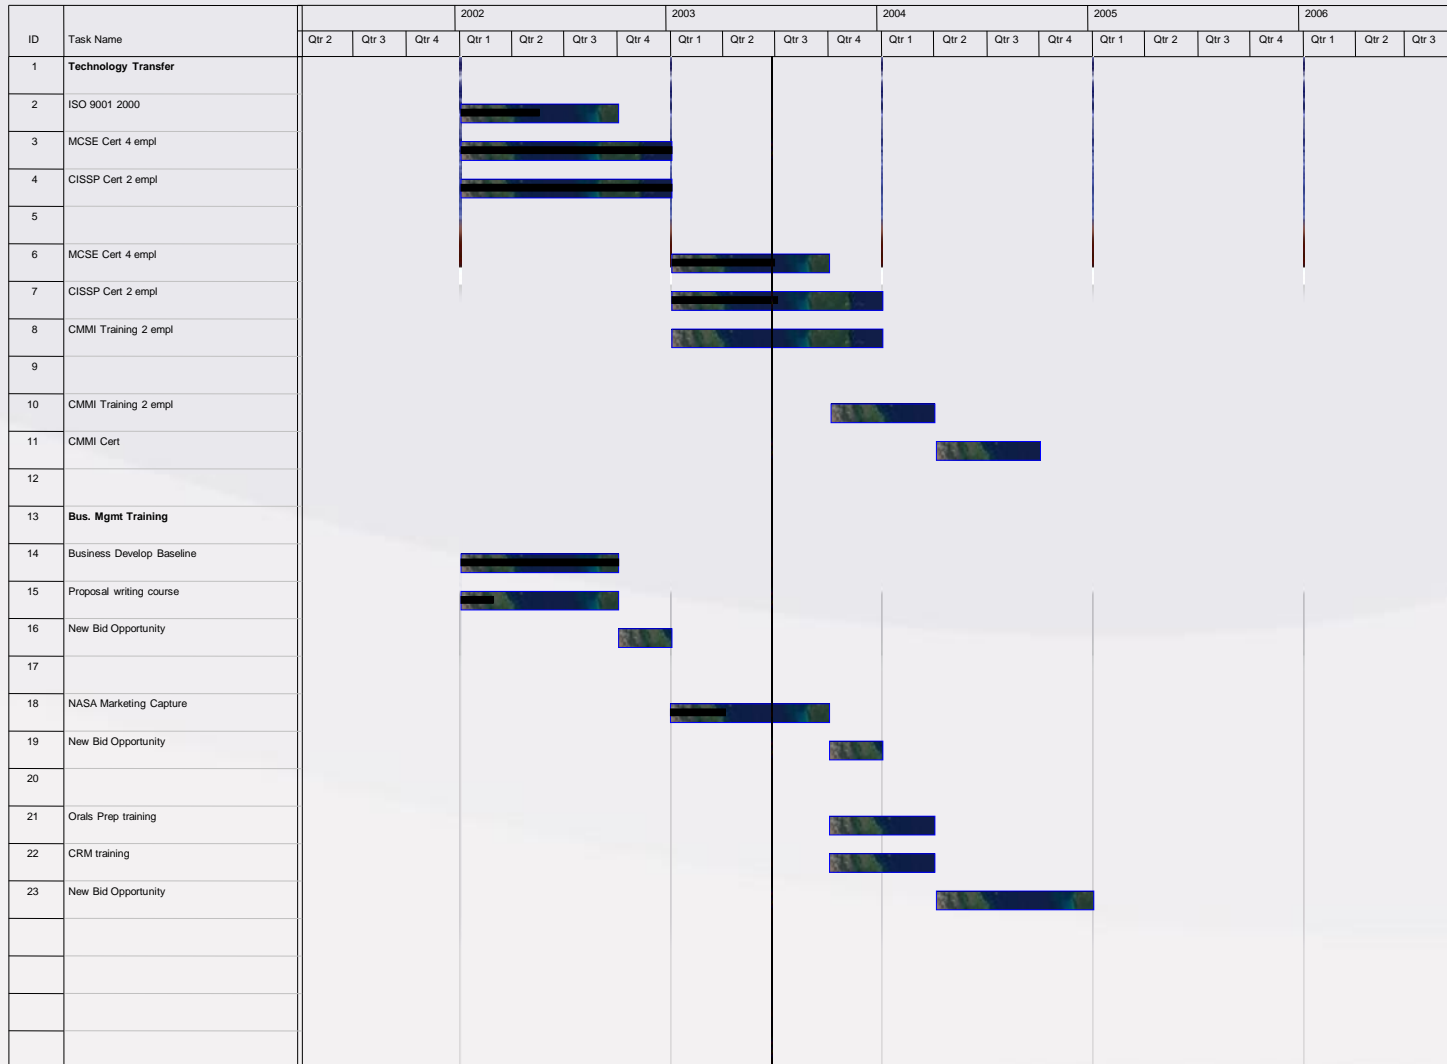 2002 2003 2004 2005 2006
ID Task Name Qtr 2 Qtr 3 Qtr 4 Qtr 1 Qtr 2 Qtr 3 Qtr 4 Qtr 1 Qtr 2 Qtr 3 Qtr 4 Qtr 1 Qtr 2 Qtr 3 Qtr 4 Qtr 1 Qtr 2 Qtr 3 Qtr 4 Qtr 1 Qtr 2 Qtr 3
1 Technology Transfer
2 ISO 9001 2000
3 MCSE Cert 4 empl
4 CISSP Cert 2 empl
5
6 MCSE Cert 4 empl
7 CISSP Cert 2 empl
8 CMMI Training 2 empl
9
10 CMMI Training 2 empl
11 CMMI Cert
12
13 Bus. Mgmt Training
14 Business Develop Baseline
15 Proposal writing course
16 New Bid Opportunity
17
18 NASA Marketing Capture
19 New Bid Opportunity
20
21 Orals Prep training
22 CRM training
23 New Bid Opportunity